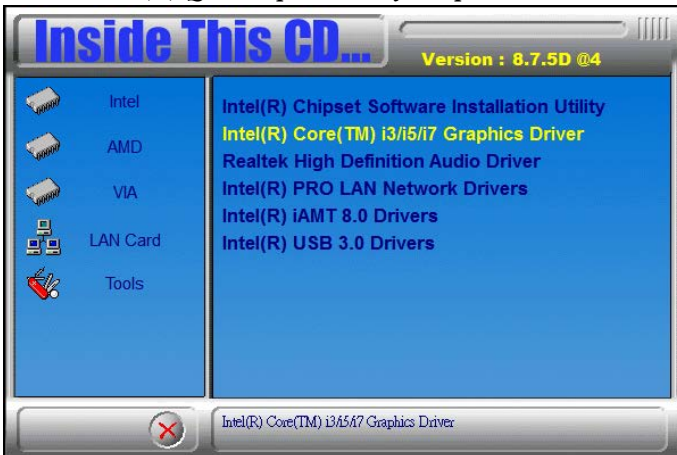 Inside This CD...
Version : 8.7.5D @4
Intel
AMD
VIA
LAN Card
Tools
Intel(R) Chipset Software Installation Utility
Intel(R) Core(TM) i3/i5/i7 Graphics Driver
Realtek High Definition Audio Driver
Intel(R) PRO LAN Network Drivers
Intel(R) iAMT 8.0 Drivers
Intel(R) USB 3.0 Drivers
Intel(R) Core(TM) i3/i5/i7 Graphics Driver